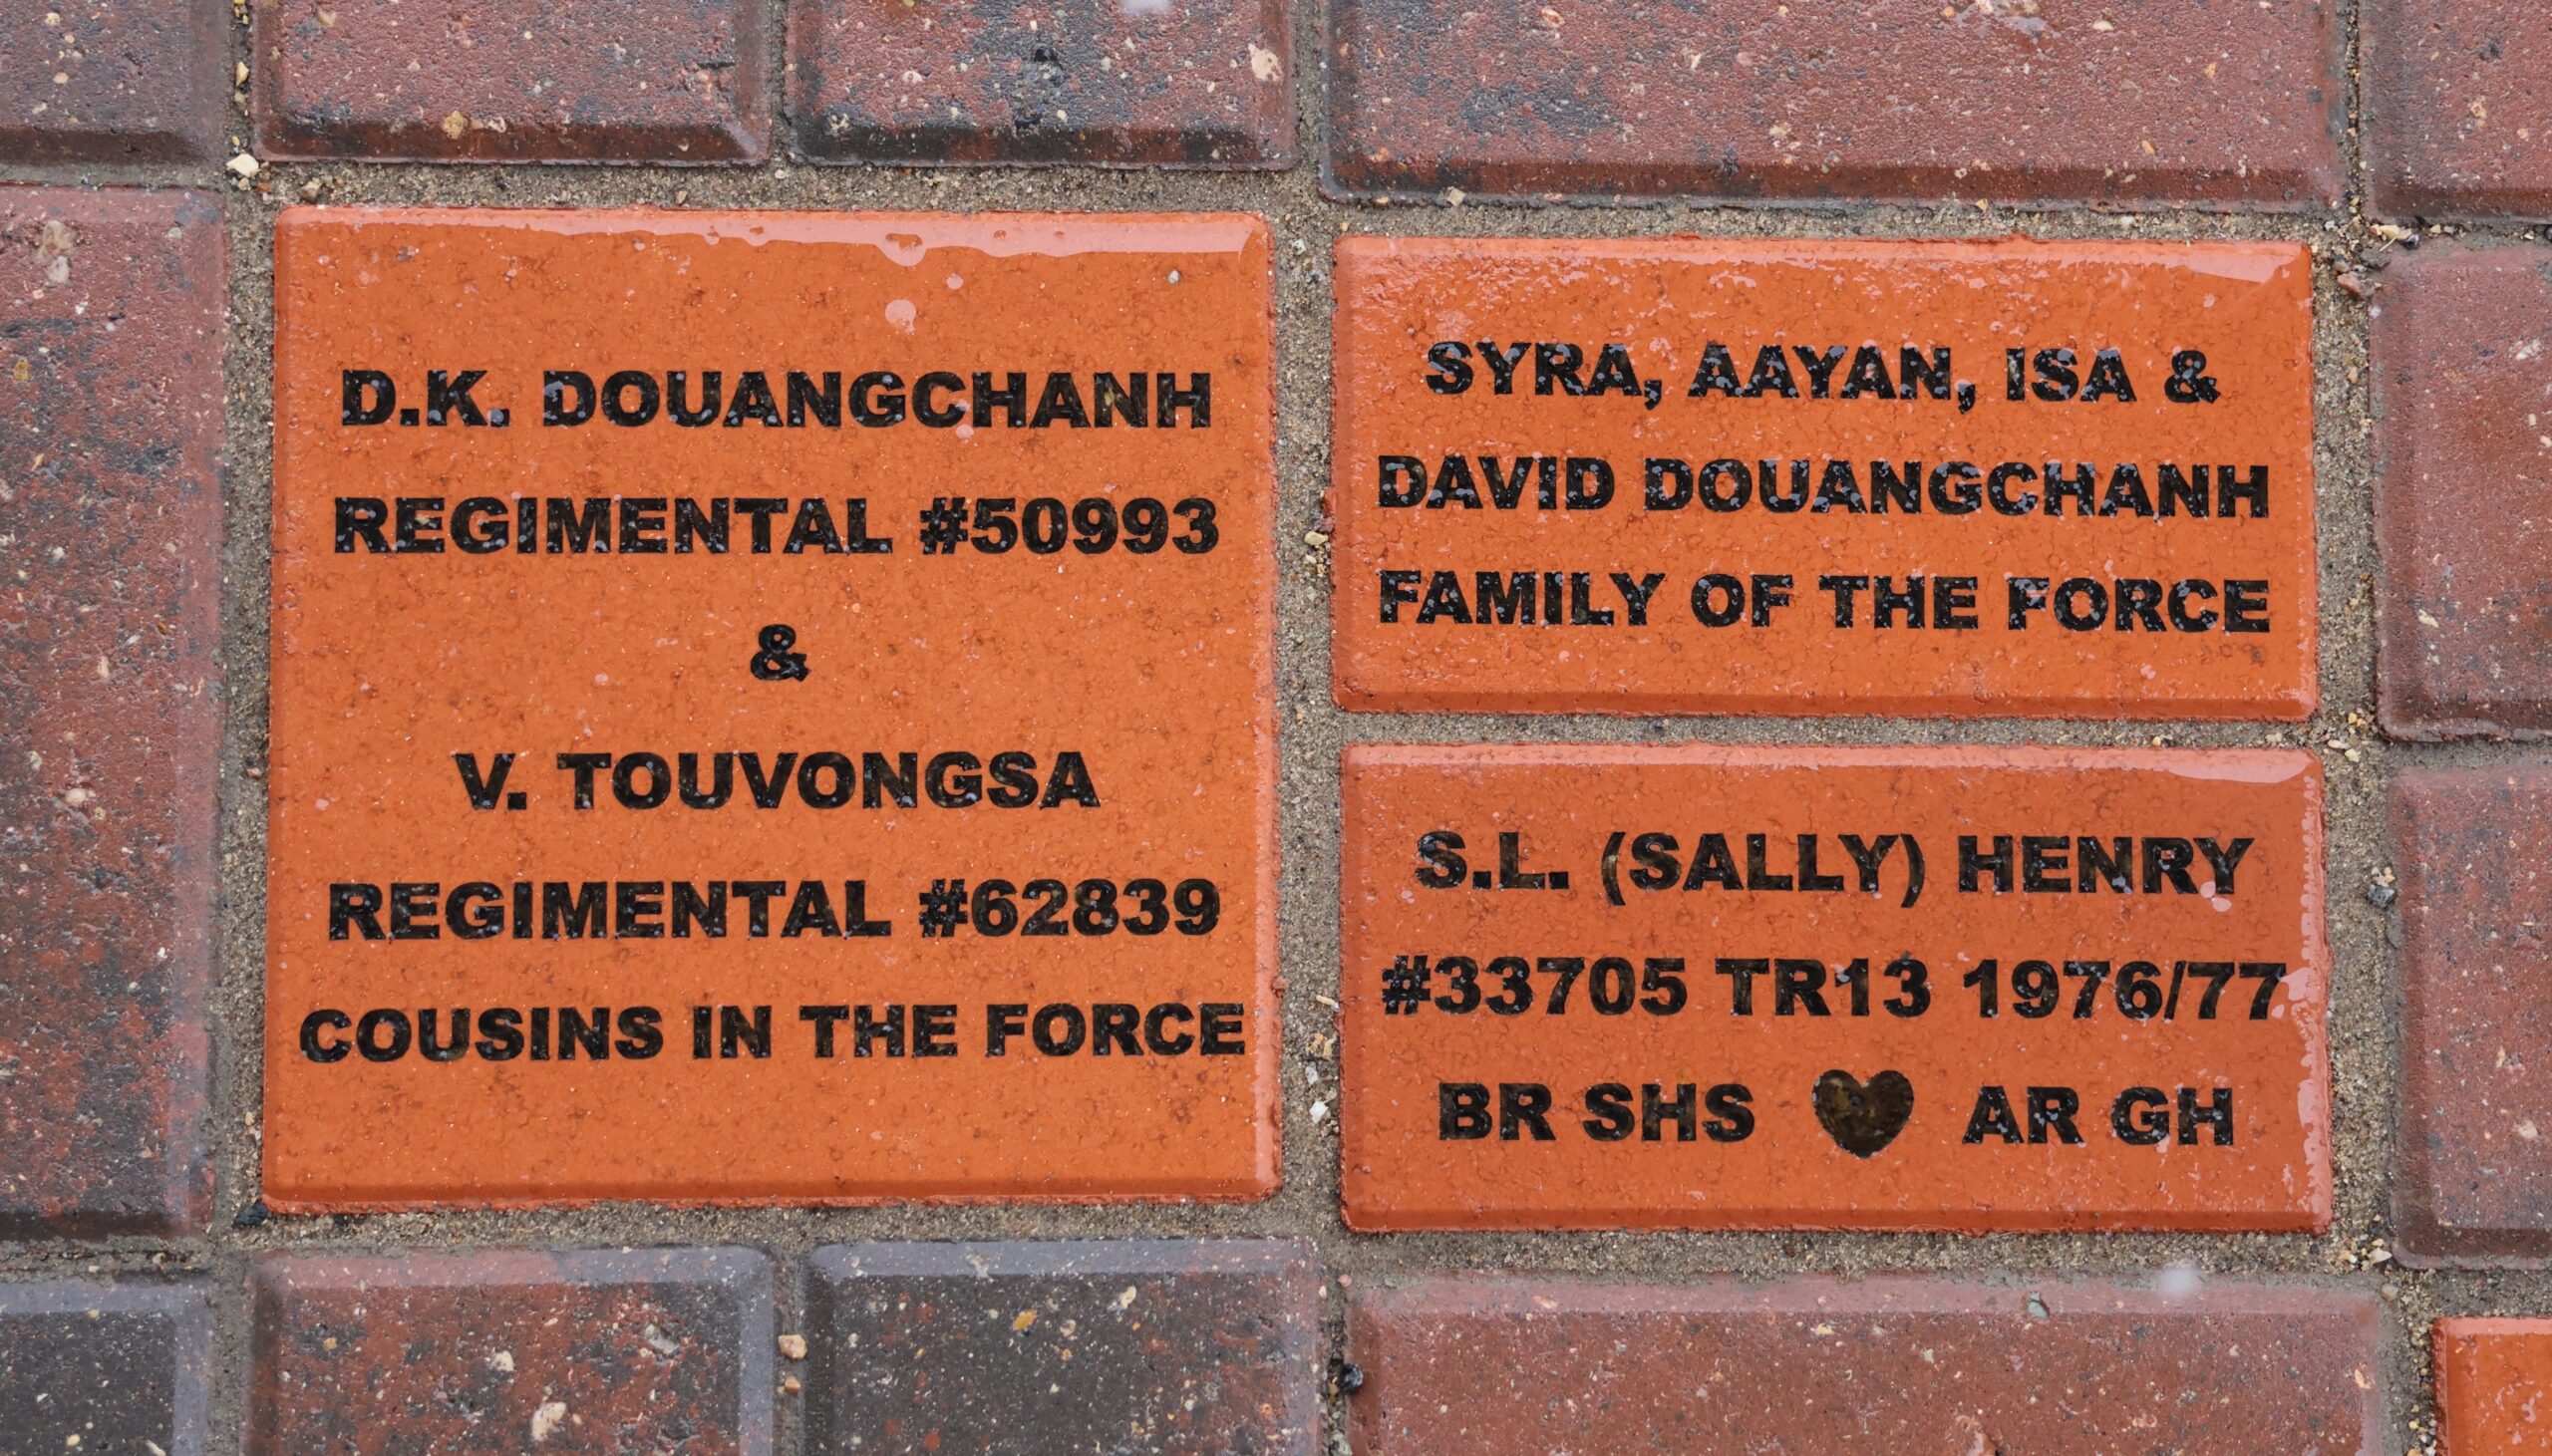 D.K. DOUANGCHANH
REGIMENTAL #50993
&
V. TOUVONGSA
REGIMENTAL #62839
COUSINS IN THE FORCE
SYRA, AAYAN, ISA &
DAVID DOUANGCHANH
FAMILY OF THE FORCE
S.L. (SALLY) HENRY
#33705 TR13 1976/77
BR SHS ♥ AR GH